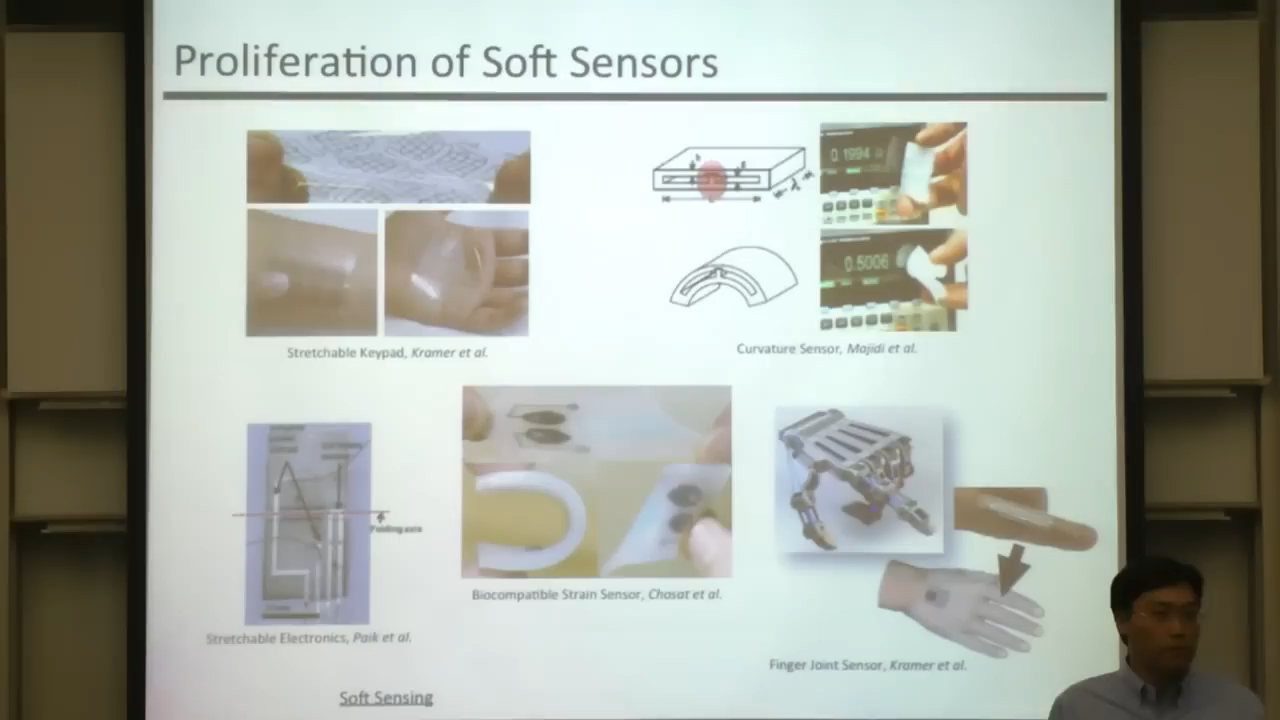 Proliferation of Soft Sensors
0.1994
0.5006
Stretchable Keypad, Kramer et al.
Curvature Sensor, Majidi et al.
Folding axis
Biocompatible Strain Sensor, Chosat et al.
Stretchable Electronics, Paik et al.
Finger Joint Sensor, Kramer et al.
Soft Sensing